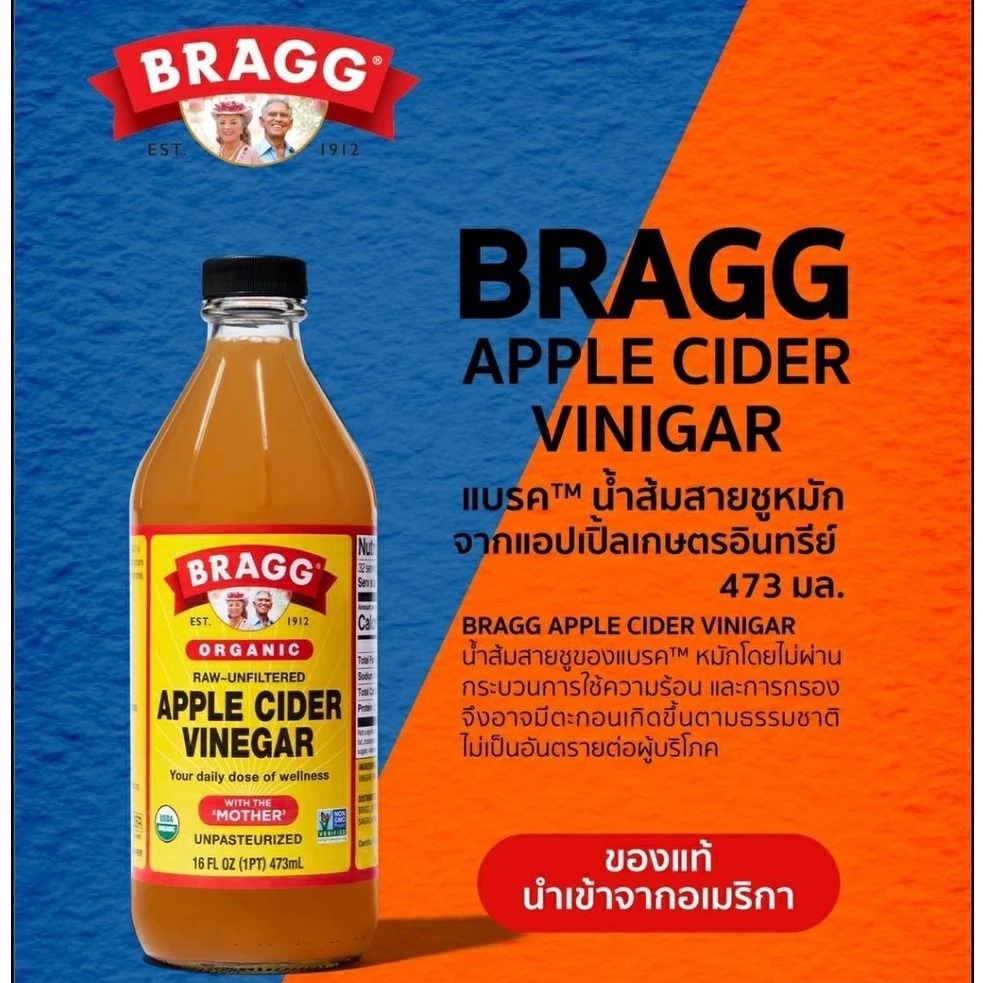 BRAGG®
EST. 1912
BRAGG
APPLE CIDER
VINIGAR
แบรค™ น้ำส้มสายชูหมัก
จากแอปเปิ้ลเกษตรอินทรีย์
473 มล.
BRAGG APPLE CIDER VINIGAR
น้ำส้มสายชูของแบรค™ หมักโดยไม่ผ่าน
กระบวนการใช้ความร้อน และการกรอง
จึงอาจมีตะกอนเกิดขึ้นตามธรรมชาติ
ไม่เป็นอันตรายต่อผู้บริโภค
ของแท้
นำเข้าจากอเมริกา
BRAGG®
EST. 1912
ORGANIC
RAW-UNFILTERED
APPLE CIDER
VINEGAR
Your daily dose of wellness
WITH THE
'MOTHER'
USDA
ORGANIC
NON
GMO
Project
VERIFIED
UNPASTEURIZED
16 FL OZ (1PT) 473mL